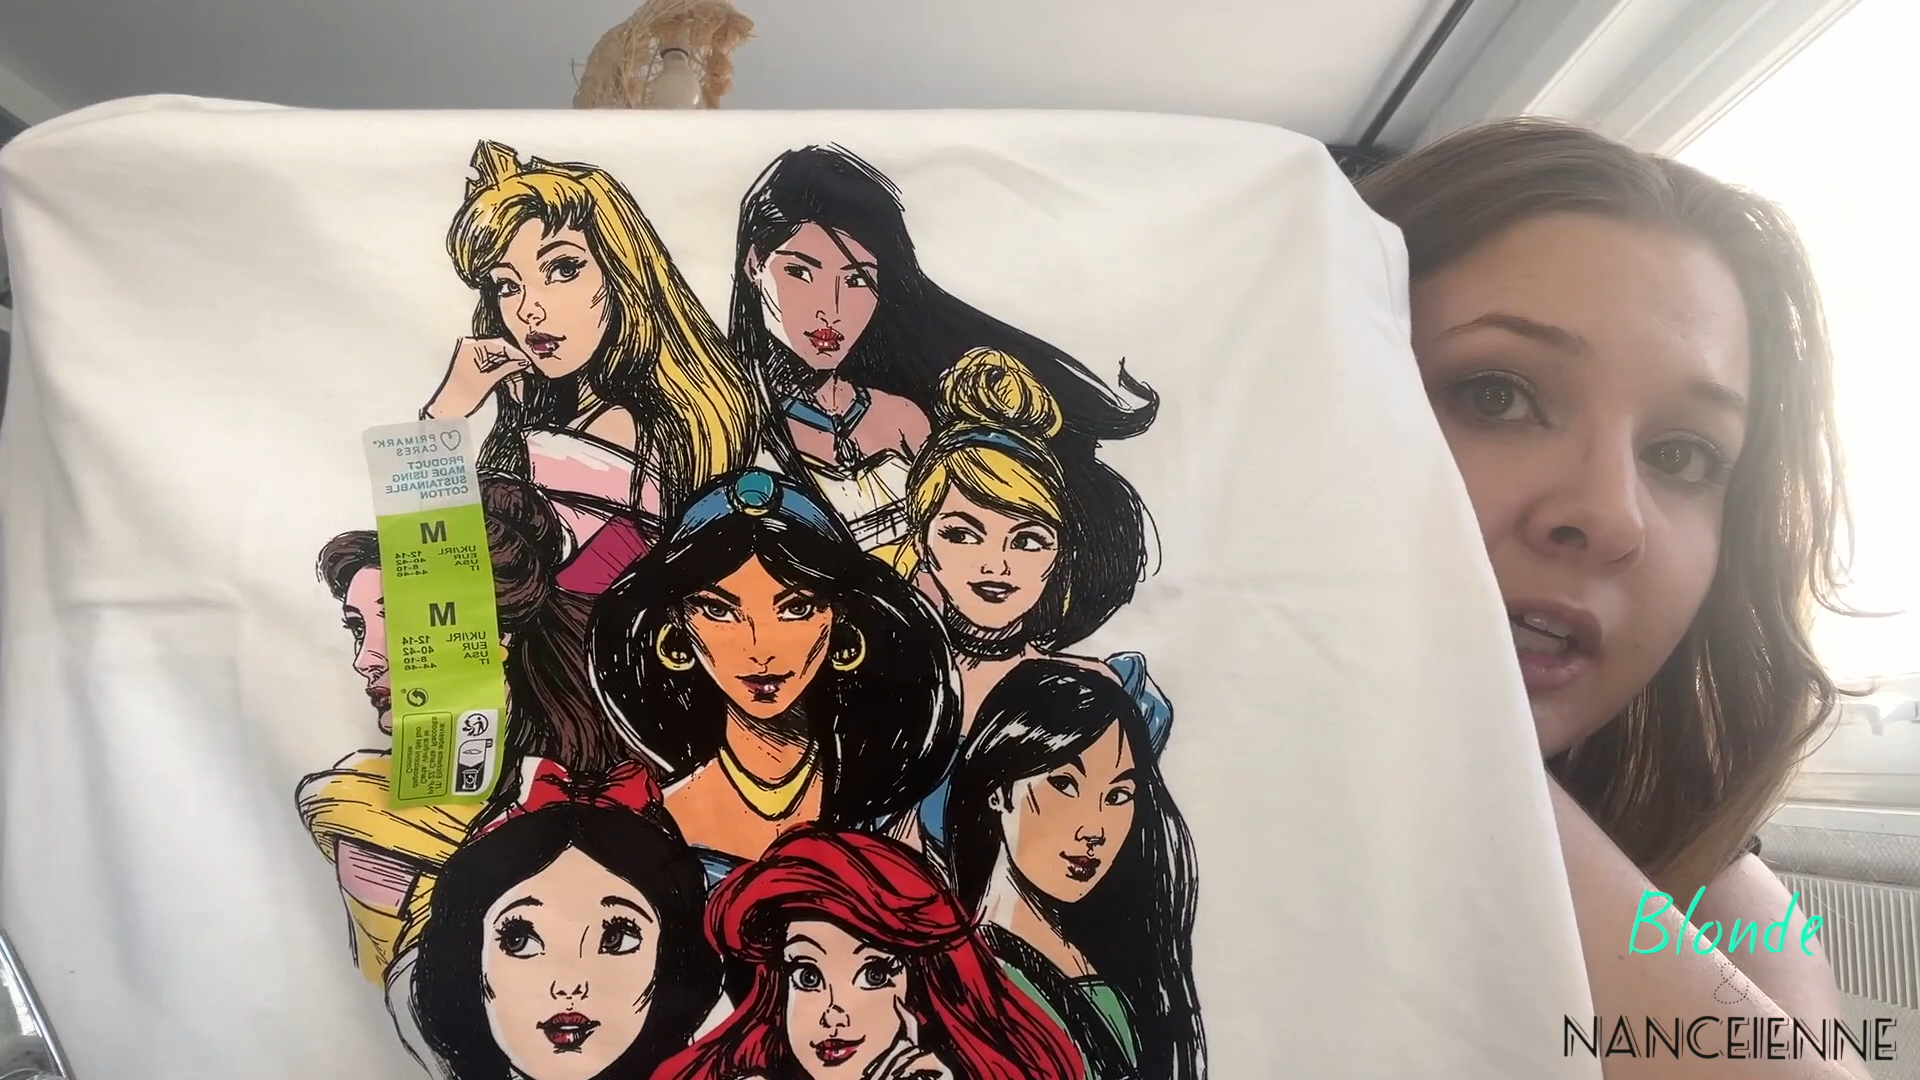 PRIMARK®
CARES
PRODUCT
MADE USING
SUSTAINABLE
COTTON
M
UK/IRL 12-14
EUR 40-42
USA 8-10
IT 44-46
M
UK/IRL 12-14
EUR 40-42
USA 8-10
IT 44-46
Blonde
&
NANCEIENNE